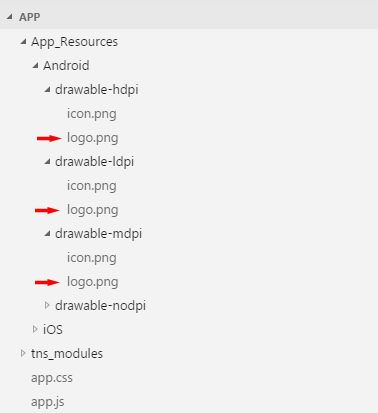 APP
App_Resources
Android
drawable-hdpi
icon.png
logo.png
drawable-ldpi
icon.png
logo.png
drawable-mdpi
icon.png
logo.png
drawable-nodpi
iOS
tns_modules
app.css
app.js